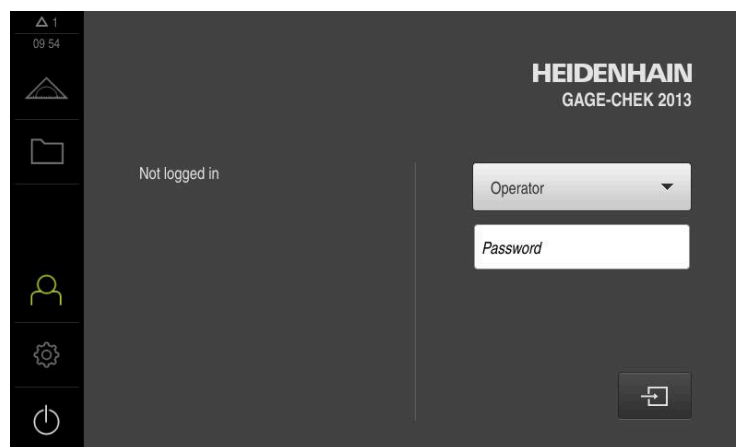 1
09 54
HEIDENHAIN
GAGE-CHEK 2013
Not logged in
Operator
Password